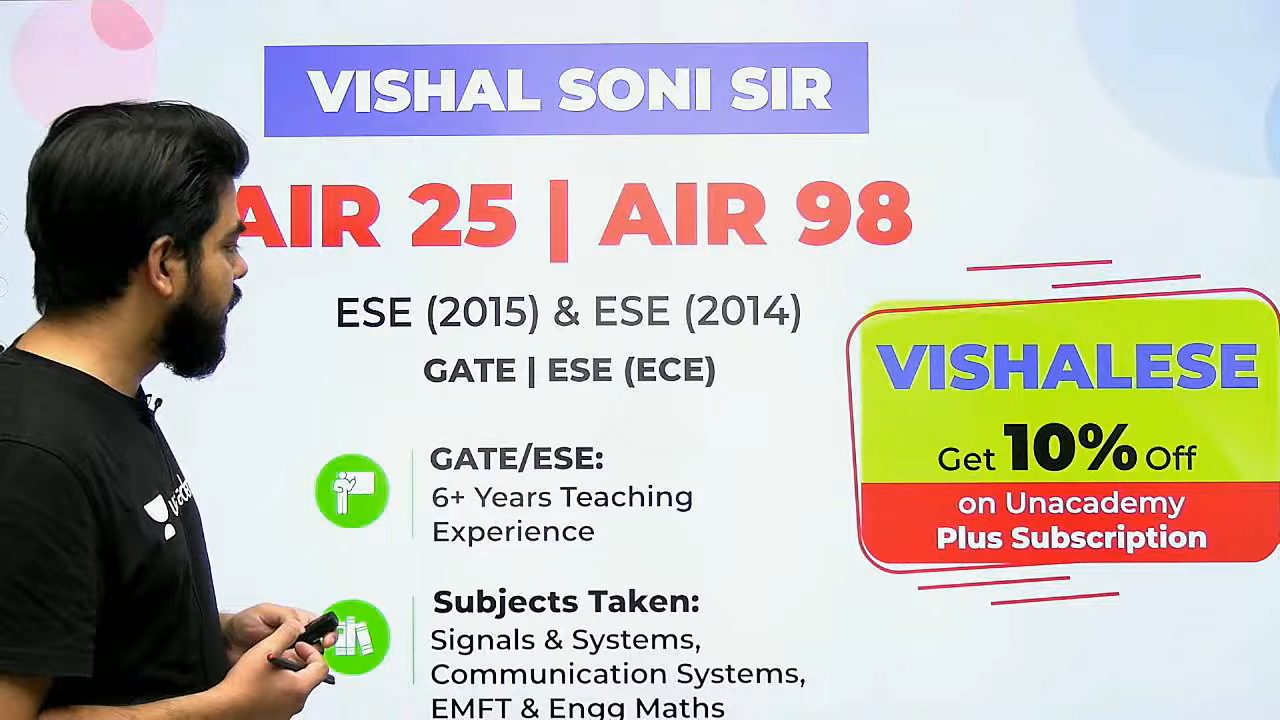 VISHAL SONI SIR
AIR 25 | AIR 98
ESE (2015) & ESE (2014)
GATE | ESE (ECE)
GATE/ESE:
6+ Years Teaching
Experience
Subjects Taken:
Signals & Systems,
Communication Systems,
EMFT & Engg Maths
VISHALESE
Get 10% Off
on Unacademy
Plus Subscription